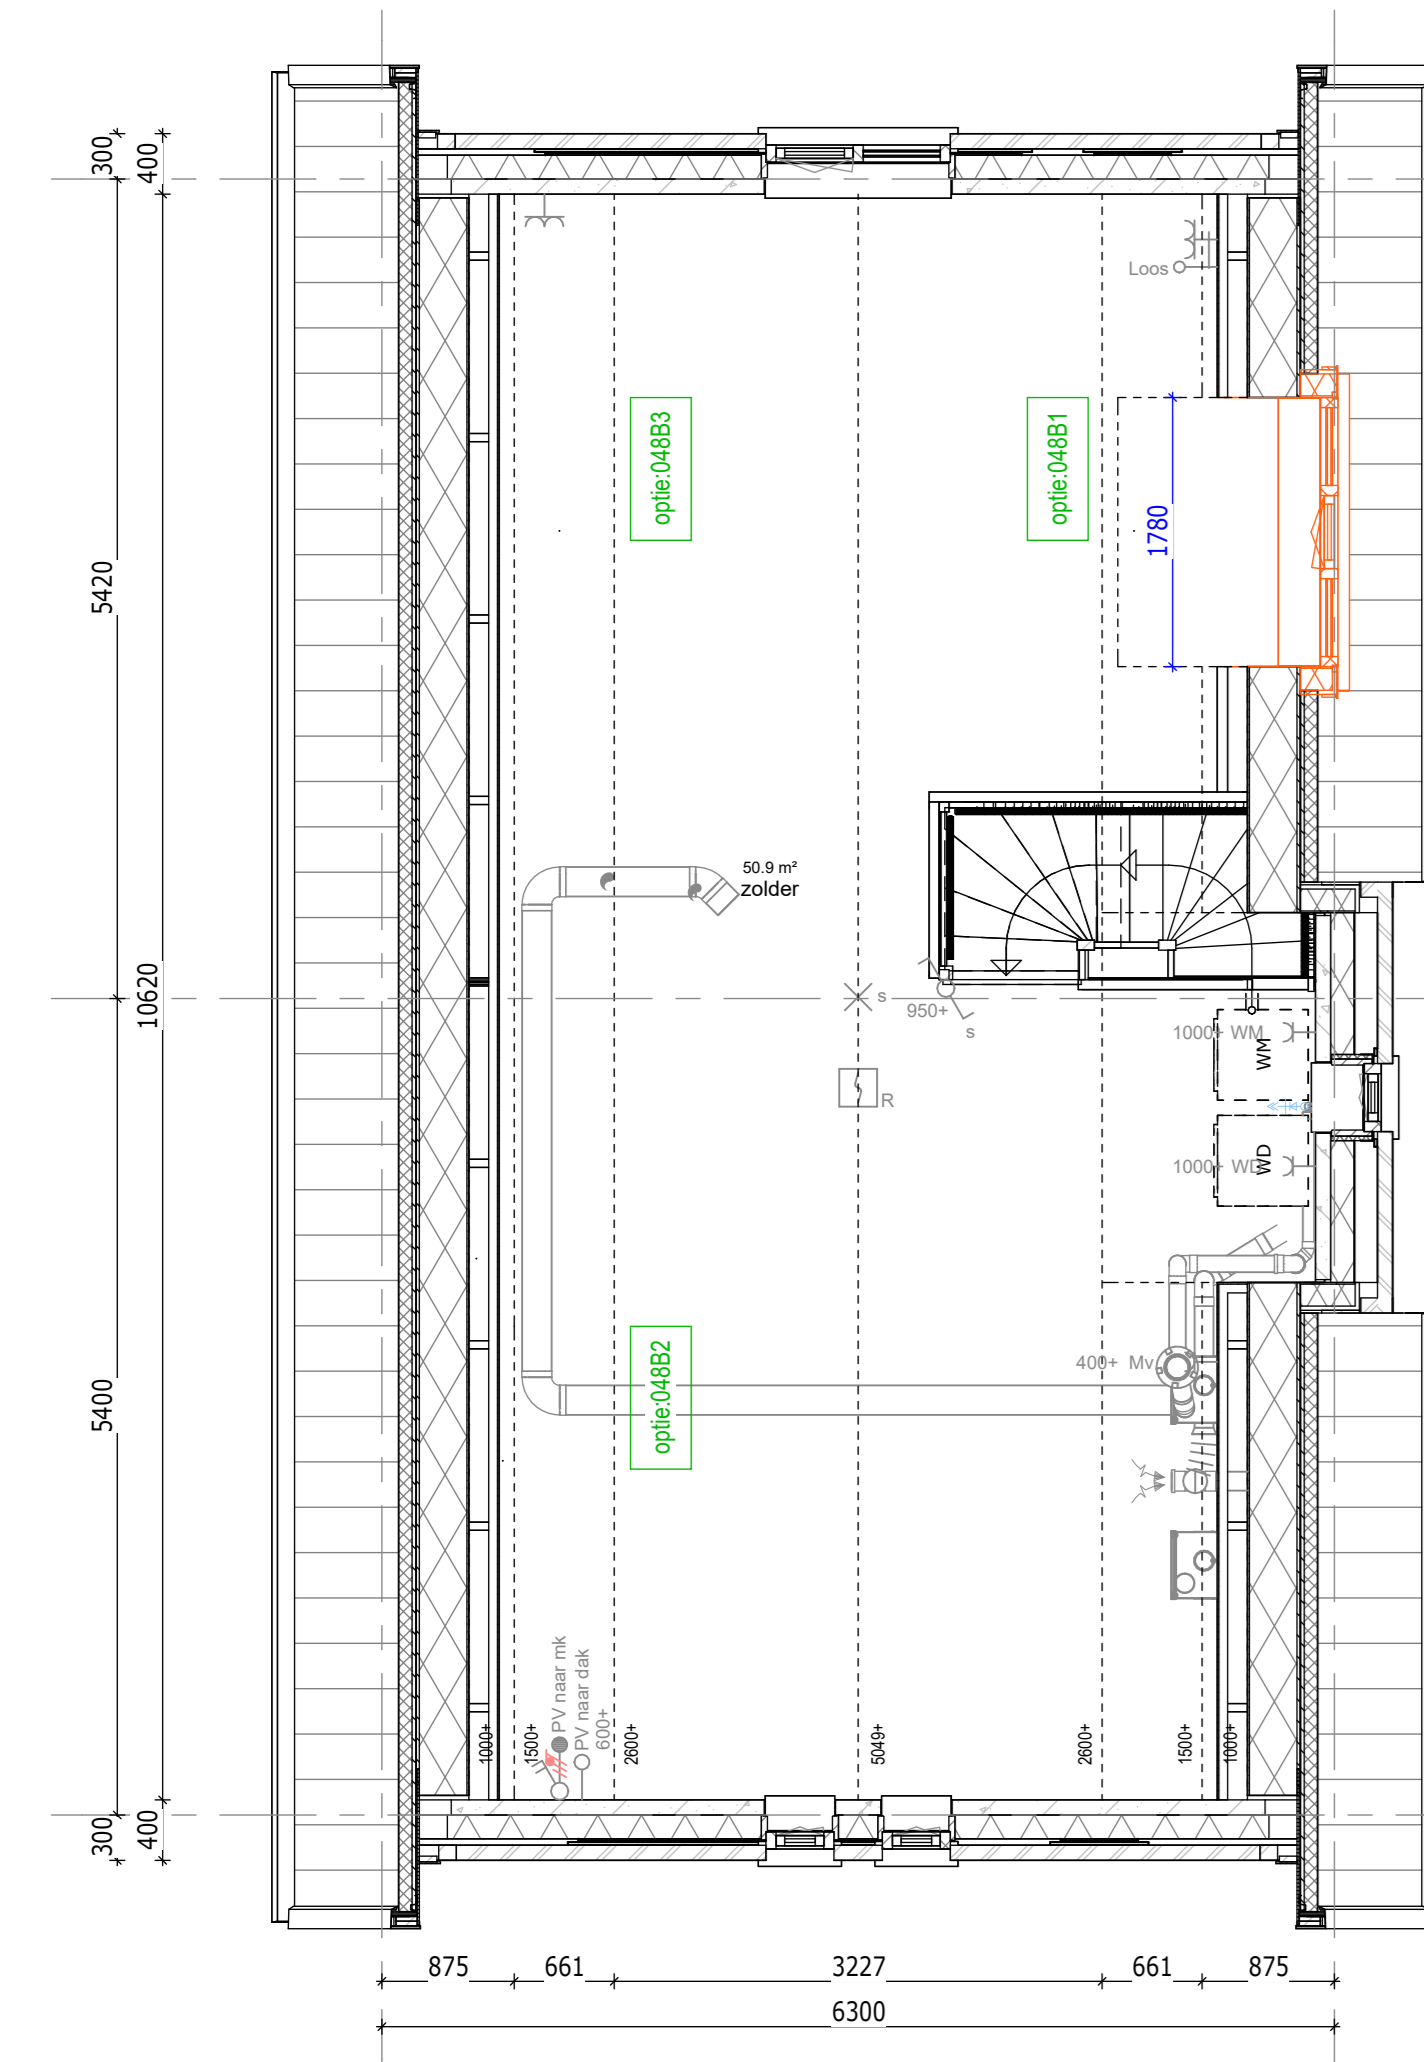 300
400
5420
10620
5400
300
400
Loos
optie:048B3
optie:048B1
1780
50.9 m²
zolder
s
950+
s
R
1000+ WM
WM
1000+ WD
WD
400+ Mv
optie:048B2
PV naar mk
PV naar dak
600+
1000+
1500+
2600+
5049+
2600+
1500+
1000+
875
661
3227
661
875
6300